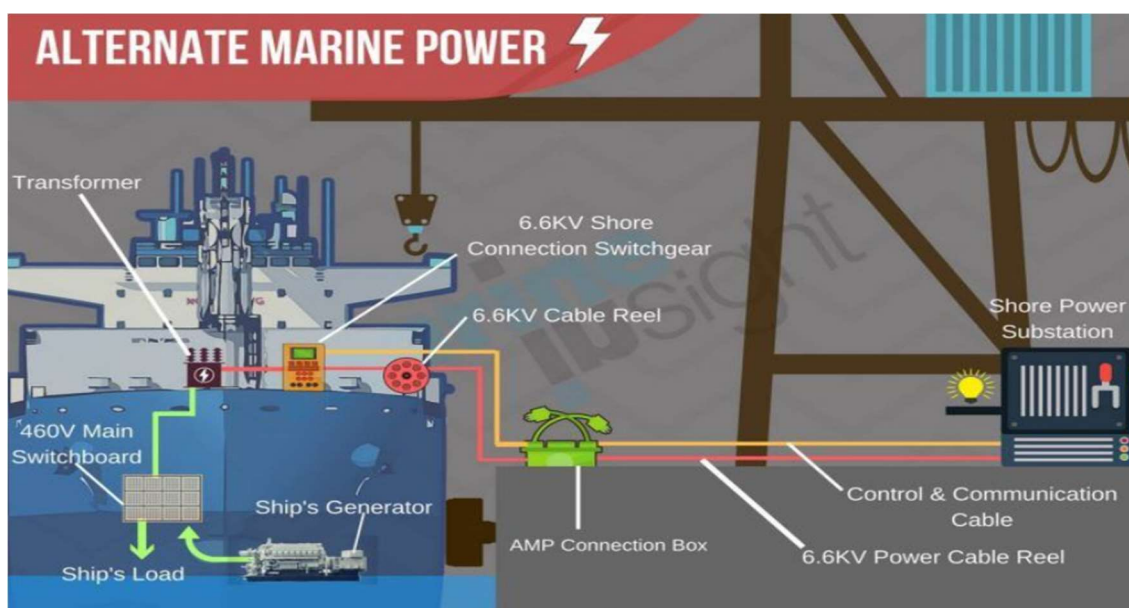 ALTERNATE MARINE POWER
Transformer
6.6KV Shore
Connection Switchgear
6.6KV Cable Reel
Shore Power
Substation
460V Main
Switchboard
Ship's Generator
Ship's Load
AMP Connection Box
Control & Communication
Cable
6.6KV Power Cable Reel